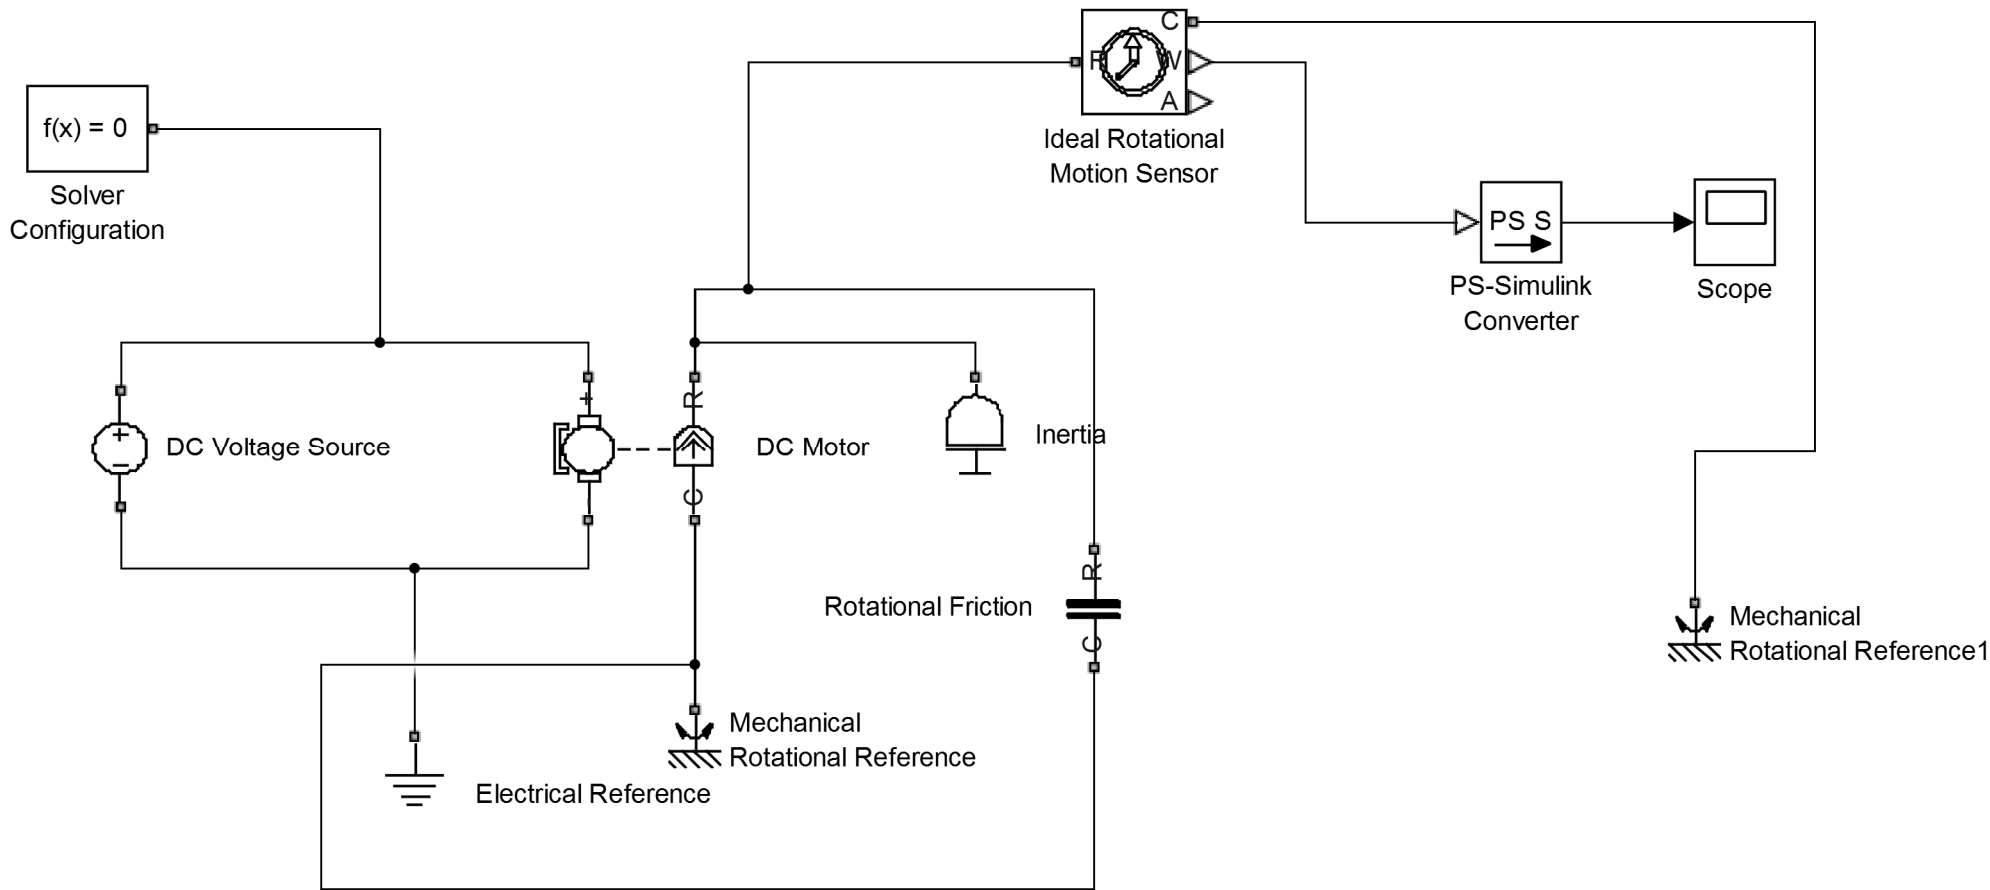 C
R
W
A
Ideal Rotational
Motion Sensor
f(x) = 0
Solver
Configuration
PS S
PS-Simulink
Converter
Scope
+
R
+
−
DC Voltage Source
DC Motor
Inertia
C
R
Rotational Friction
C
Mechanical
Rotational Reference1
Mechanical
Rotational Reference
Electrical Reference